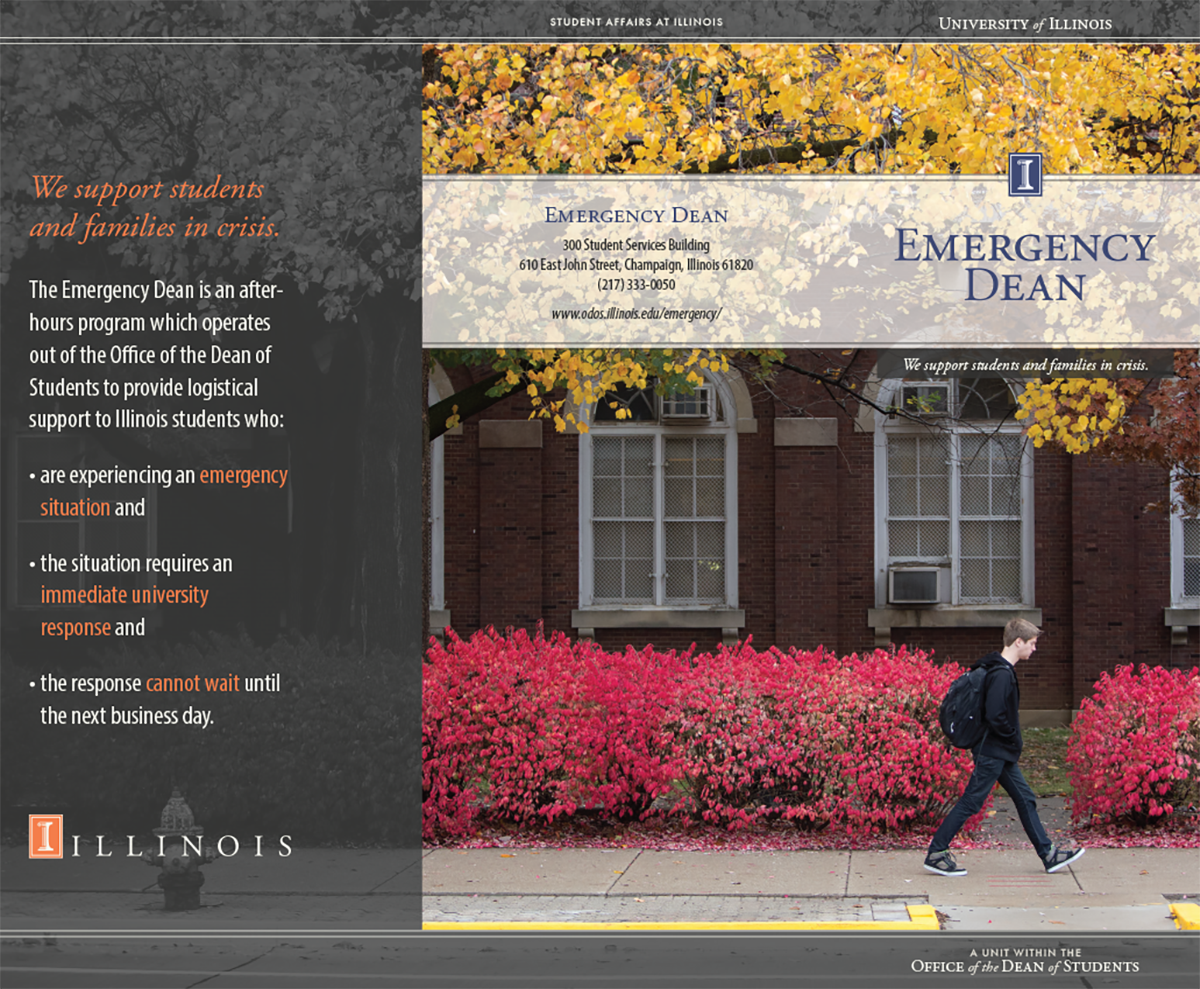 STUDENT AFFAIRS AT ILLINOIS
UNIVERSITY of ILLINOIS
We support students
and families in crisis.
The Emergency Dean is an after-
hours program which operates
out of the Office of the Dean of
Students to provide logistical
support to Illinois students who:
• are experiencing an emergency
situation and
• the situation requires an
immediate university
response and
• the response cannot wait until
the next business day.
I ILLINOIS
EMERGENCY DEAN
300 Student Services Building
610 East John Street, Champaign, Illinois 61820
(217) 333-0050
www.odos.illinois.edu/emergency/
I
EMERGENCY
DEAN
We support students and families in crisis.
A UNIT WITHIN THE
OFFICE of the DEAN of STUDENTS